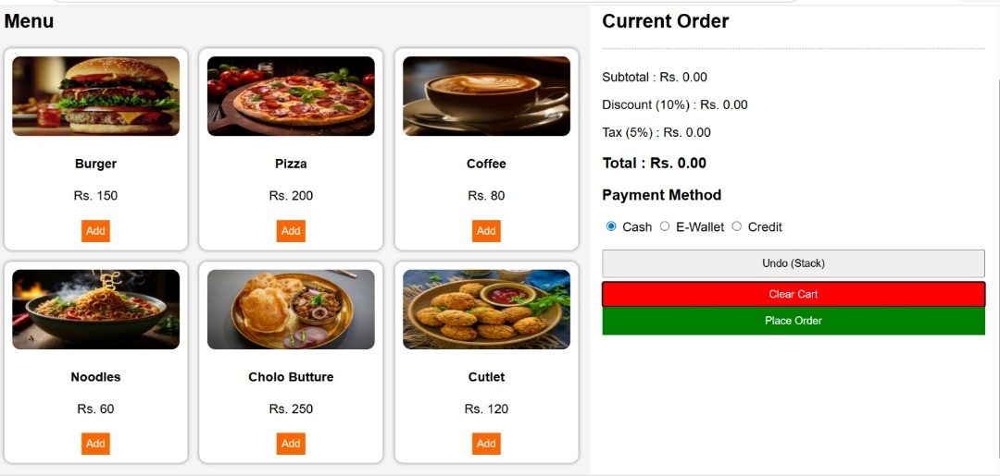 Menu
Burger
Rs. 150
Add
Pizza
Rs. 200
Add
Coffee
Rs. 80
Add
Noodles
Rs. 60
Add
Cholo Butture
Rs. 250
Add
Cutlet
Rs. 120
Add
Current Order
Subtotal : Rs. 0.00
Discount (10%) : Rs. 0.00
Tax (5%) : Rs. 0.00
Total : Rs. 0.00
Payment Method
Cash E-Wallet Credit
Undo (Stack)
Clear Cart
Place Order